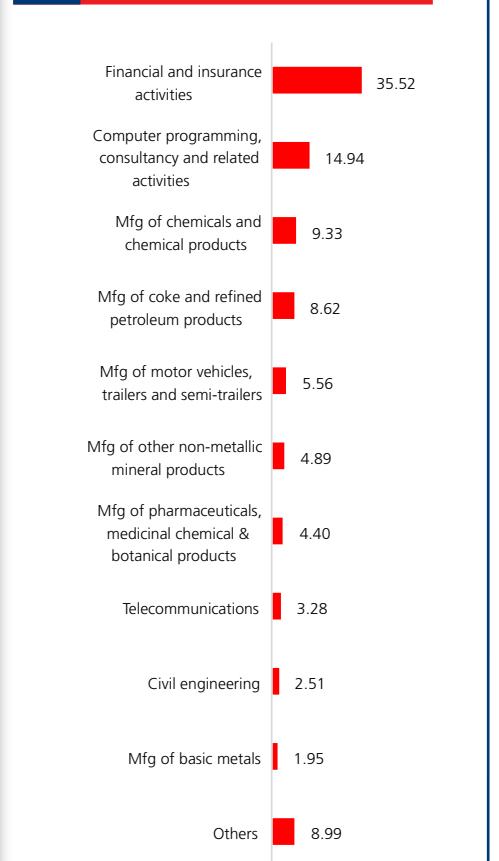 Financial and insurance
activities
35.52
Computer programming,
consultancy and related
activities
14.94
Mfg of chemicals and
chemical products
9.33
Mfg of coke and refined
petroleum products
8.62
Mfg of motor vehicles,
trailers and semi-trailers
5.56
Mfg of other non-metallic
mineral products
4.89
Mfg of pharmaceuticals,
medicinal chemical &
botanical products
4.40
Telecommunications
3.28
Civil engineering
2.51
Mfg of basic metals
1.95
Others
8.99